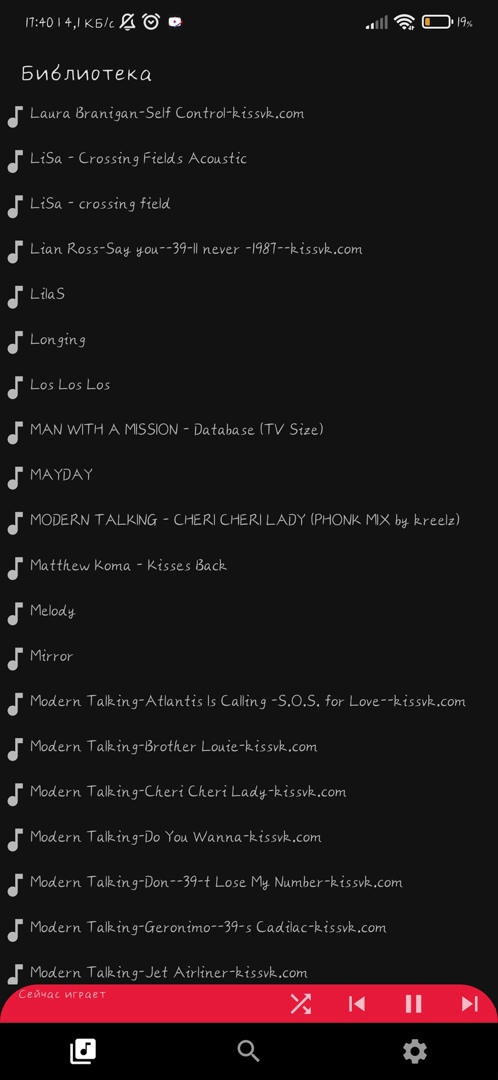 17:40 | 4,1 КБ/с 19%
Библиотека
Laura Branigan-Self Control-kissvk.com
LiSa - Crossing Fields Acoustic
LiSa - crossing field
Lian Ross-Say you--39-ll never -1987--kissvk.com
LilaS
Longing
Los Los Los
MAN WITH A MISSION - Database (TV Size)
MAYDAY
MODERN TALKING - CHERI CHERI LADY (PHONK MIX by kreelz)
Matthew Koma - Kisses Back
Melody
Mirror
Modern Talking-Atlantis Is Calling -S.O.S. for Love--kissvk.com
Modern Talking-Brother Louie-kissvk.com
Modern Talking-Cheri Cheri Lady-kissvk.com
Modern Talking-Do You Wanna-kissvk.com
Modern Talking-Don--39-t Lose My Number-kissvk.com
Modern Talking-Geronimo--39-s Cadilac-kissvk.com
Modern Talking-Jet Airliner-kissvk.com
Сейчас играет